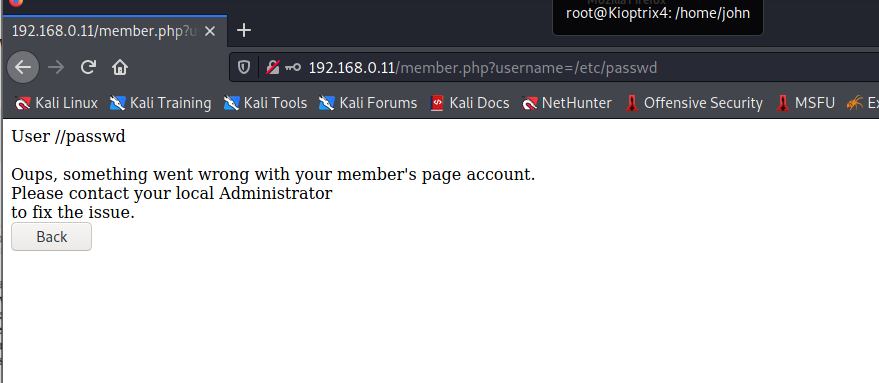 Mozilla Firefox
root@Kioptrix4: /home/john
192.168.0.11/member.php?u
192.168.0.11/member.php?username=/etc/passwd
Kali Linux Kali Training Kali Tools Kali Forums Kali Docs NetHunter Offensive Security MSFU Ex
User //passwd
Oups, something went wrong with your member's page account.
Please contact your local Administrator
to fix the issue.
Back